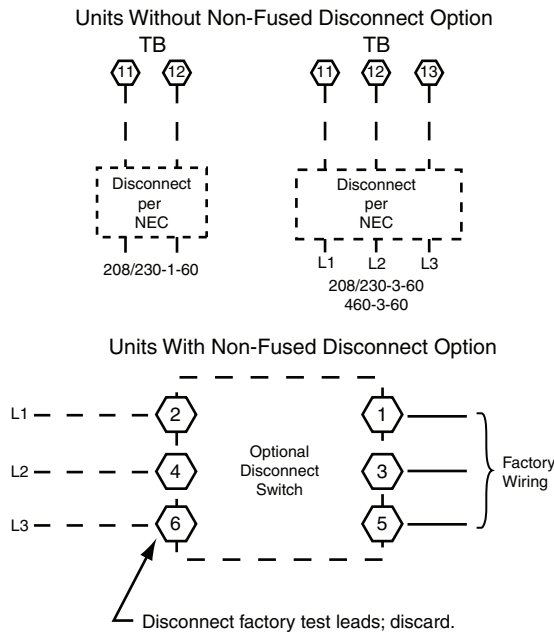 Units Without Non-Fused Disconnect Option
TB
TB
11
12
11
12
13
Disconnect
per
NEC
Disconnect
per
NEC
208/230-1-60
L1
L2
L3
208/230-3-60
460-3-60
Units With Non-Fused Disconnect Option
L1
2
1
L2
4
Optional
Disconnect
Switch
3
Factory
Wiring
L3
6
5
Disconnect factory test leads; discard.